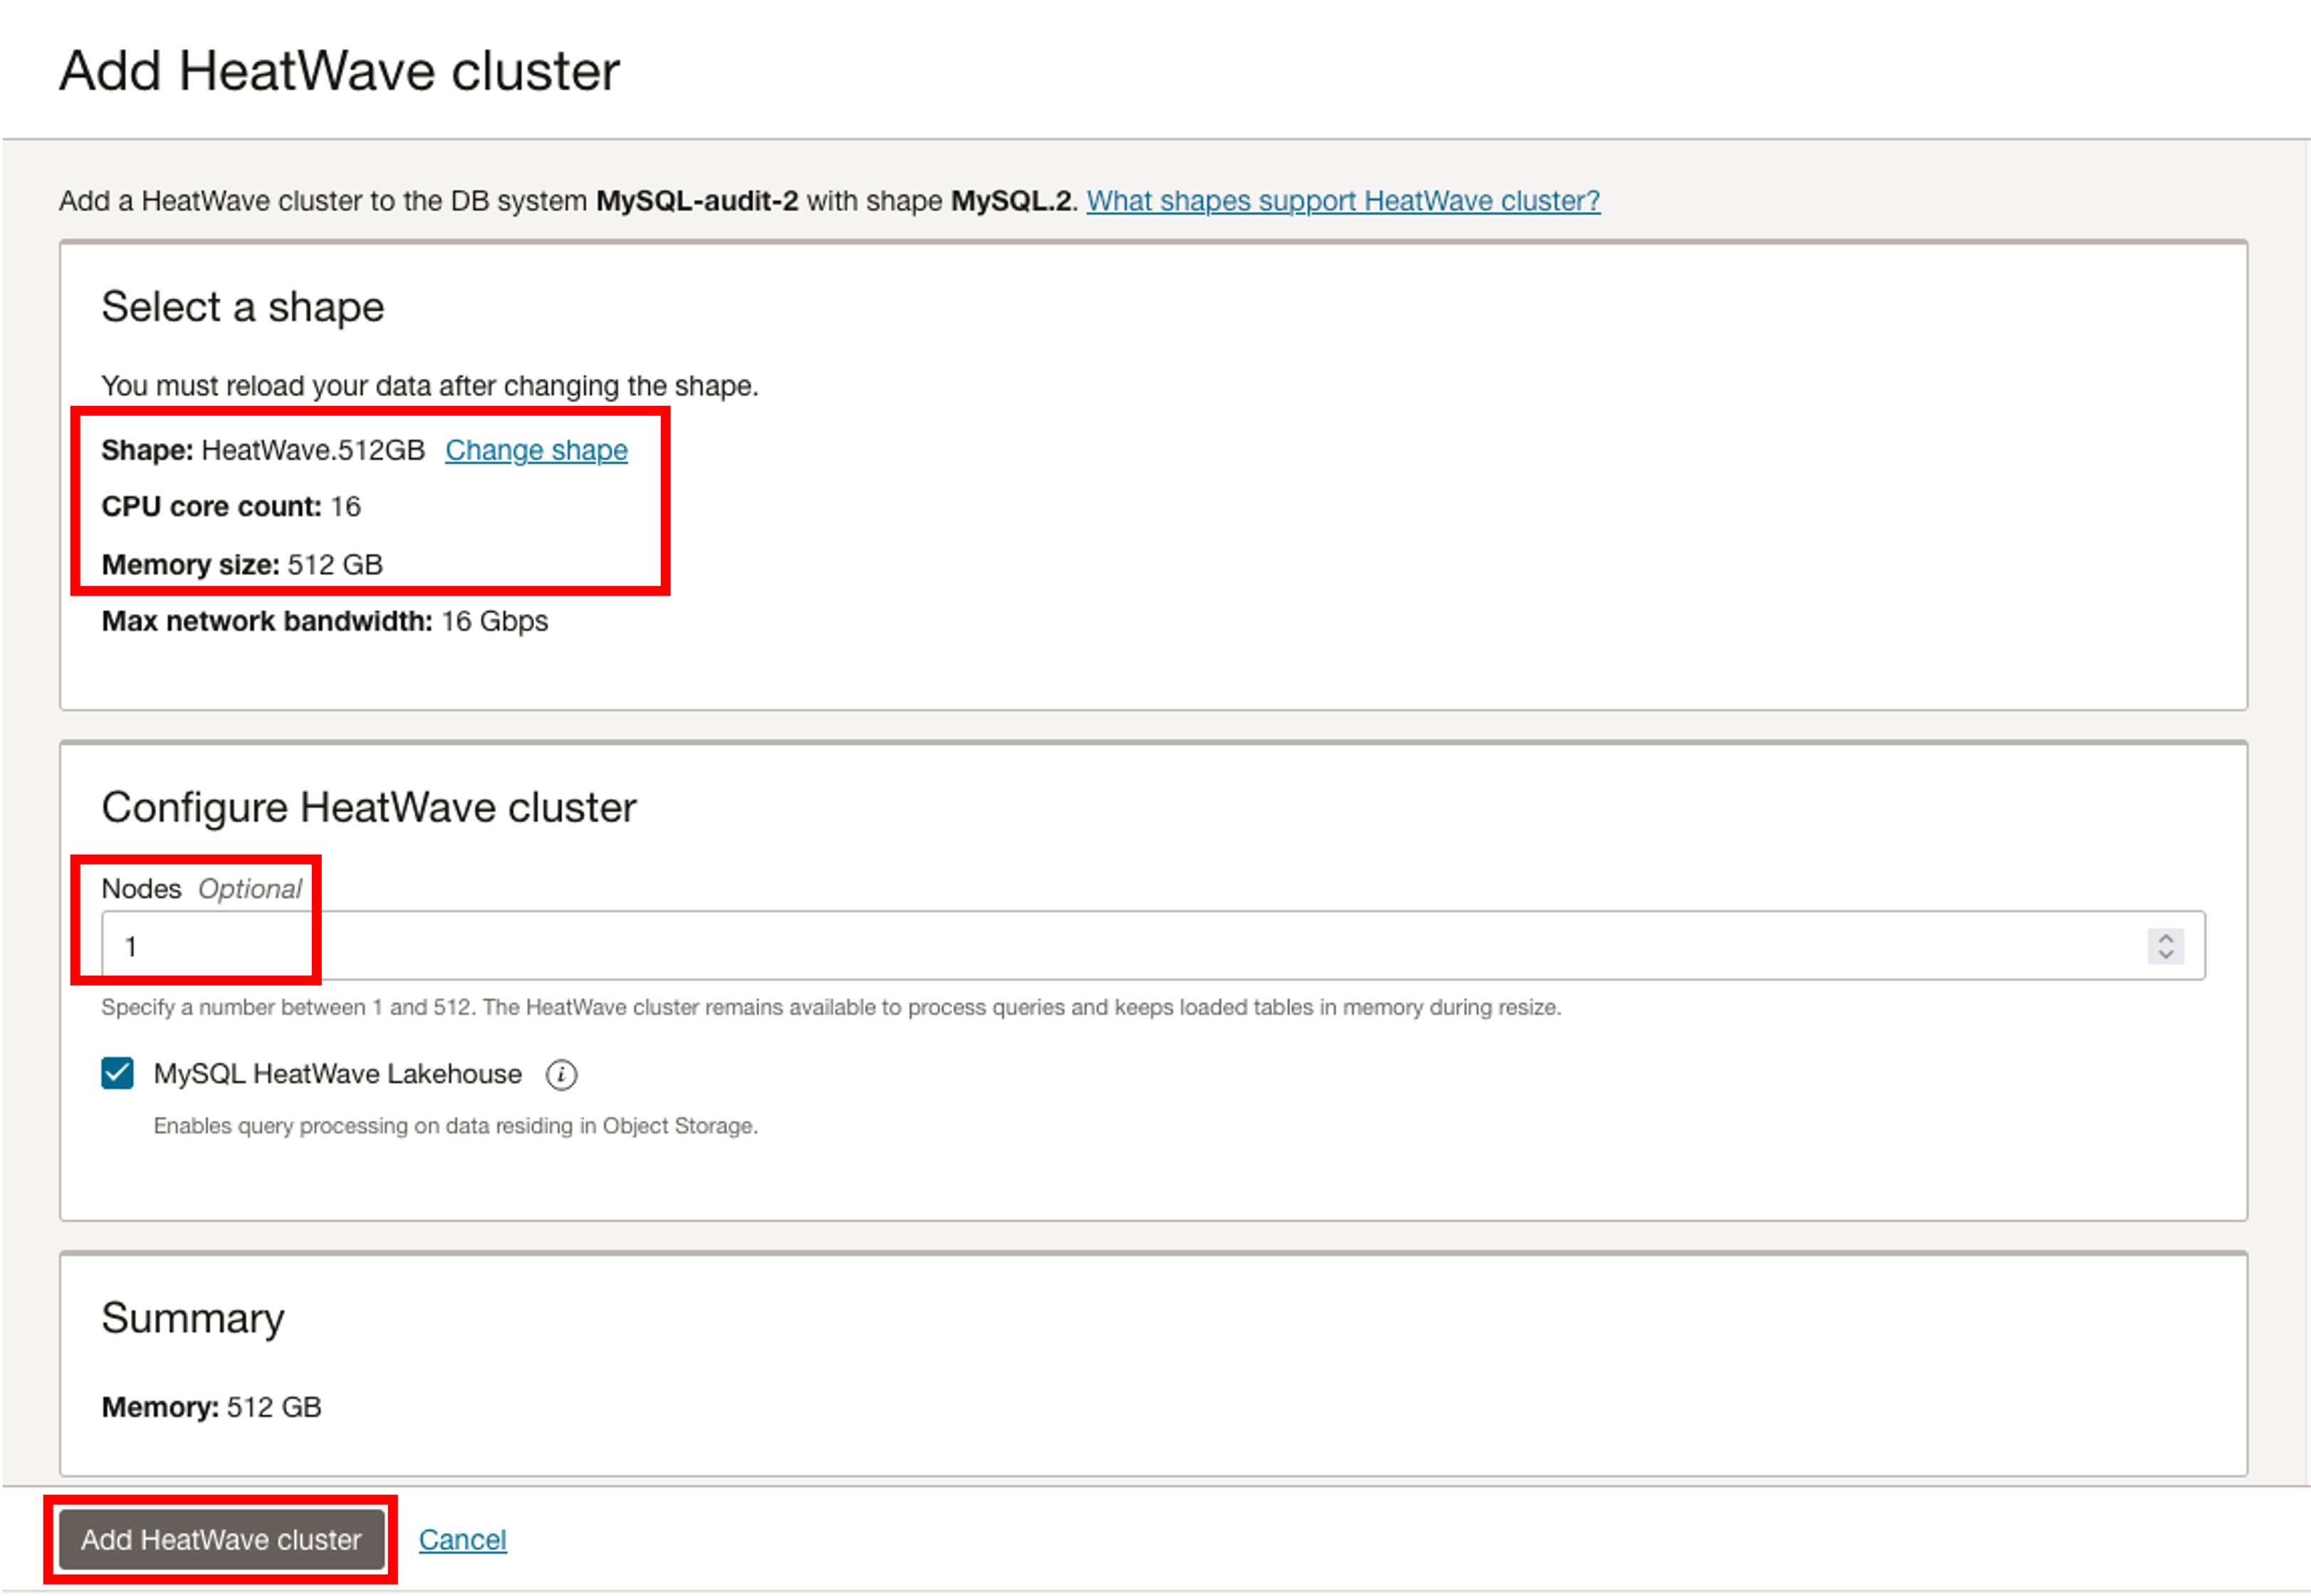 Add HeatWave cluster
Add a HeatWave cluster to the DB system MySQL-audit-2 with shape MySQL.2. What shapes support HeatWave cluster?
Select a shape
You must reload your data after changing the shape.
Shape: HeatWave.512GB Change shape
CPU core count: 16
Memory size: 512 GB
Max network bandwidth: 16 Gbps
Configure HeatWave cluster
Nodes Optional
1
Specify a number between 1 and 512. The HeatWave cluster remains available to process queries and keeps loaded tables in memory during resize.
MySQL HeatWave Lakehouse i
Enables query processing on data residing in Object Storage.
Summary
Memory: 512 GB
Add HeatWave cluster Cancel